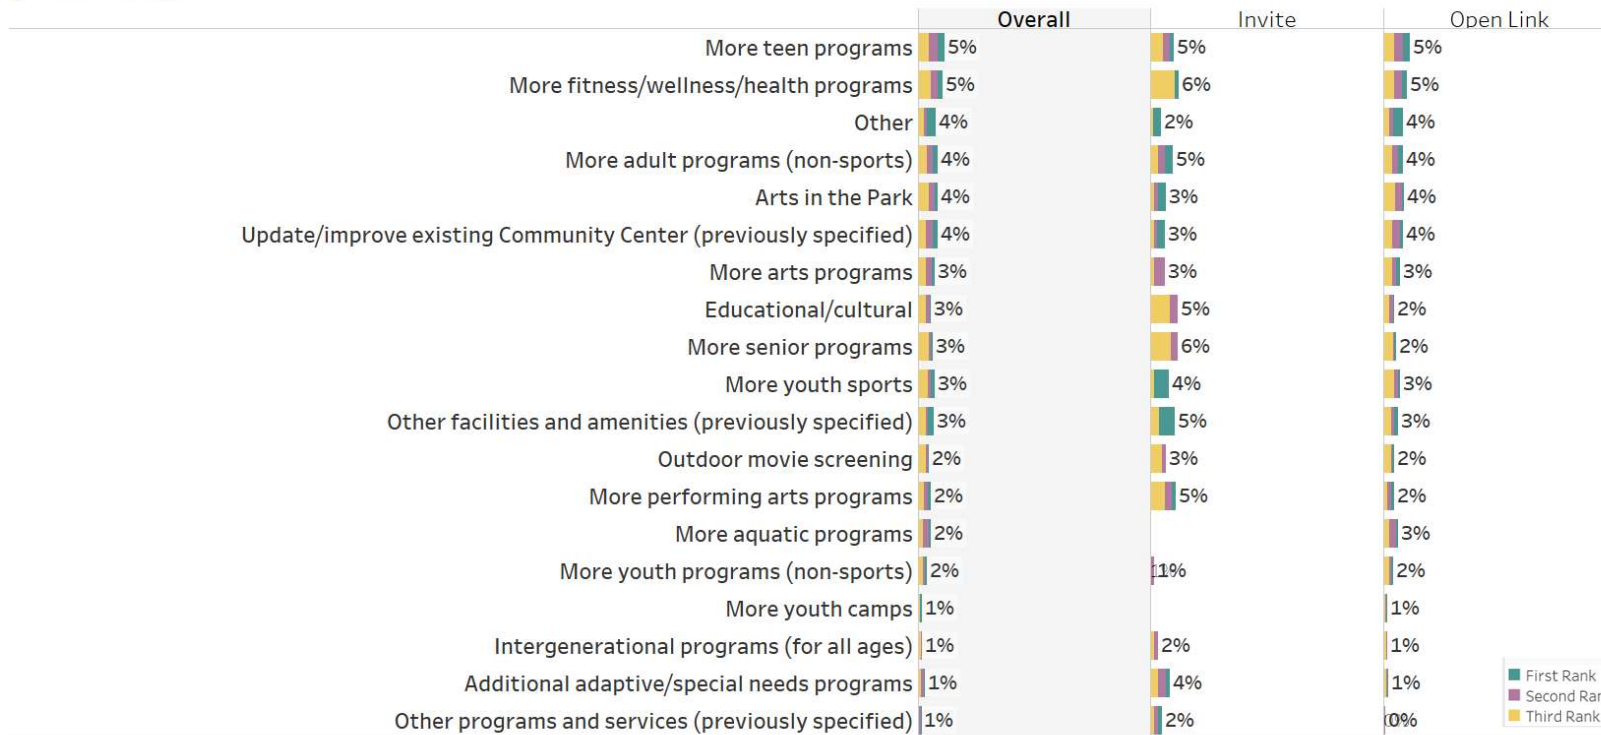 Overall Invite Open Link
More teen programs 5% 5% 5%
More fitness/wellness/health programs 5% 6% 5%
Other 4% 2% 4%
More adult programs (non-sports) 4% 5% 4%
Arts in the Park 4% 3% 4%
Update/improve existing Community Center (previously specified) 4% 3% 4%
More arts programs 3% 3% 3%
Educational/cultural 3% 5% 2%
More senior programs 3% 6% 2%
More youth sports 3% 4% 3%
Other facilities and amenities (previously specified) 3% 5% 3%
Outdoor movie screening 2% 3% 2%
More performing arts programs 2% 5% 2%
More aquatic programs 2% 3%
More youth programs (non-sports) 2% 1% 2%
More youth camps 1% 1%
Intergenerational programs (for all ages) 1% 2% 1%
Additional adaptive/special needs programs 1% 4% 1%
Other programs and services (previously specified) 1% 2% 0%
First Rank
Second Ran
Third Rank